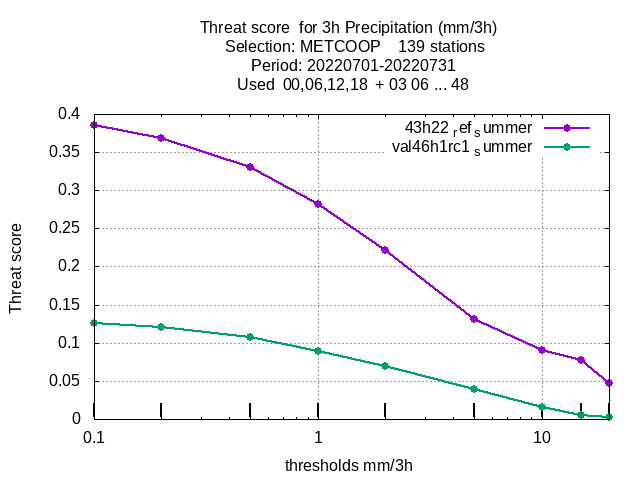 Threat score for 3h Precipitation (mm/3h)
Selection: METCOOP 139 stations
Period: 20220701-20220731
Used 00,06,12,18 + 03 06 ... 48
43h22 ref summer
val46h1rc1 summer
0.4
0.35
0.3
0.25
0.2
0.15
0.1
0.05
0
Threat score
0.1 1 10
thresholds mm/3h